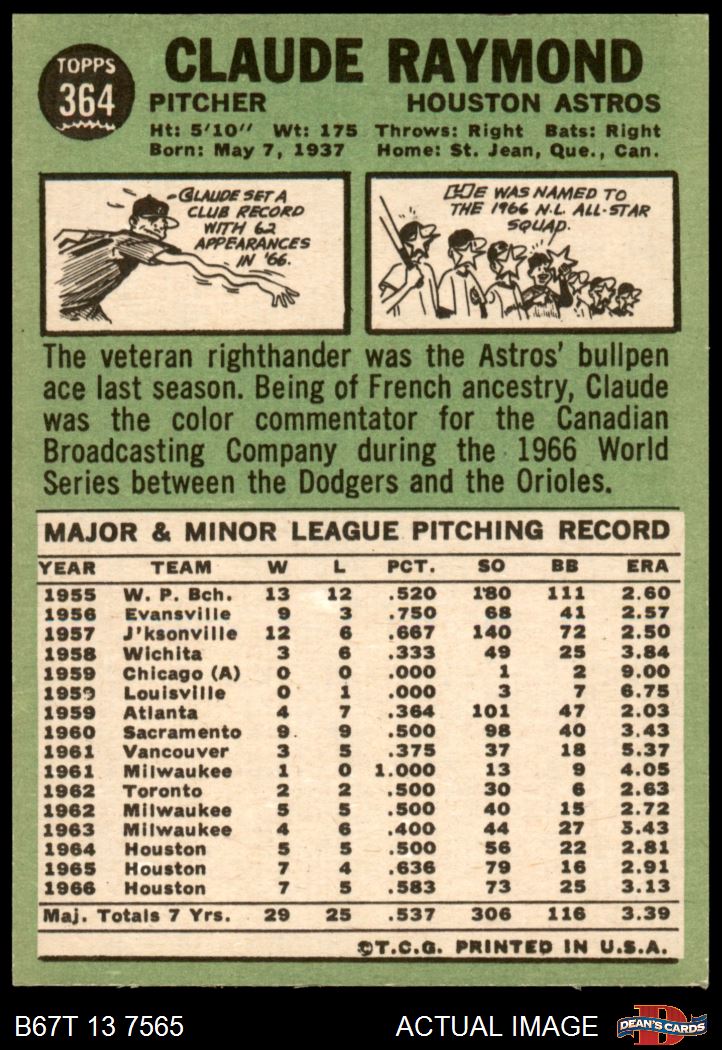 TOPPS
364
CLAUDE RAYMOND
PITCHER HOUSTON ASTROS
Ht: 5'10" Wt: 175 Throws: Right Bats: Right
Born: May 7, 1937 Home: St. Jean, Que., Can.
CLAUDE SET A
CLUB RECORD
WITH 62
APPEARANCES
IN '66.
HE WAS NAMED TO
THE 1966 N.L. ALL-STAR
SQUAD.
The veteran righthander was the Astros' bullpen
ace last season. Being of French ancestry, Claude
was the color commentator for the Canadian
Broadcasting Company during the 1966 World
Series between the Dodgers and the Orioles.
MAJOR & MINOR LEAGUE PITCHING RECORD
YEAR TEAM W L PCT. SO BB ERA
1955 W. P. Bch. 13 12 .520 180 111 2.60
1956 Evansville 9 3 .750 68 41 2.57
1957 J'ksonville 12 6 .667 140 72 2.50
1958 Wichita 3 6 .333 49 25 3.84
1959 Chicago (A) 0 0 .000 1 2 9.00
1959 Louisville 0 1 .000 3 7 6.75
1959 Atlanta 4 7 .364 101 47 2.03
1960 Sacramento 9 9 .500 98 40 3.43
1961 Vancouver 3 5 .375 37 18 5.37
1961 Milwaukee 1 0 1.000 13 9 4.05
1962 Toronto 2 2 .500 30 6 2.63
1962 Milwaukee 5 5 .500 40 15 2.72
1963 Milwaukee 4 6 .400 44 27 5.43
1964 Houston 5 5 .500 56 22 2.81
1965 Houston 7 4 .636 79 16 2.91
1966 Houston 7 5 .583 73 25 3.13
Maj. Totals 7 Yrs. 29 25 .537 306 116 3.39
©T.C.G. PRINTED IN U.S.A.
B67T 13 7565 ACTUAL IMAGE
D
DEAN'S CARDS